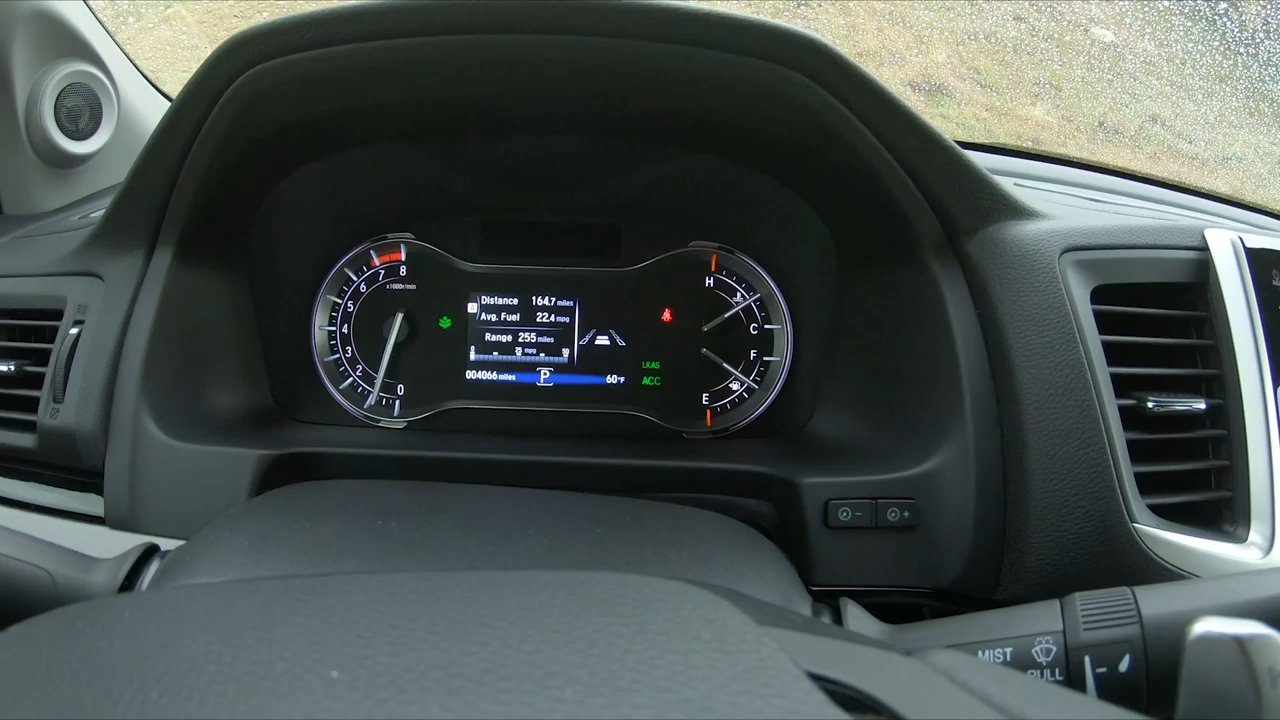 8
7
6
x1000r/min
5
4
3
2
1
0
A
Distance 164.7 miles
Avg. Fuel 22.4 mpg
Range 255 miles
mpg
004066 miles P 60°F
LKAS
ACC
H
C
F
E
- +
MIST
PULL